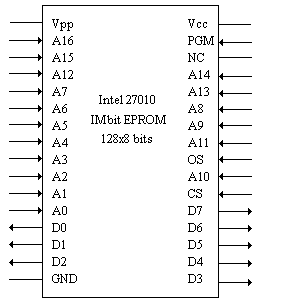 Vpp Vcc
A16 PGM
A15 NC
A12 A14
A7 A13
Intel 27010
A6 A8
IMbit EPROM
A5 A9
128x8 bits
A4 A11
A3 OS
A2 A10
A1 CS
A0 D7
D0 D6
D1 D5
D2 D4
GND D3